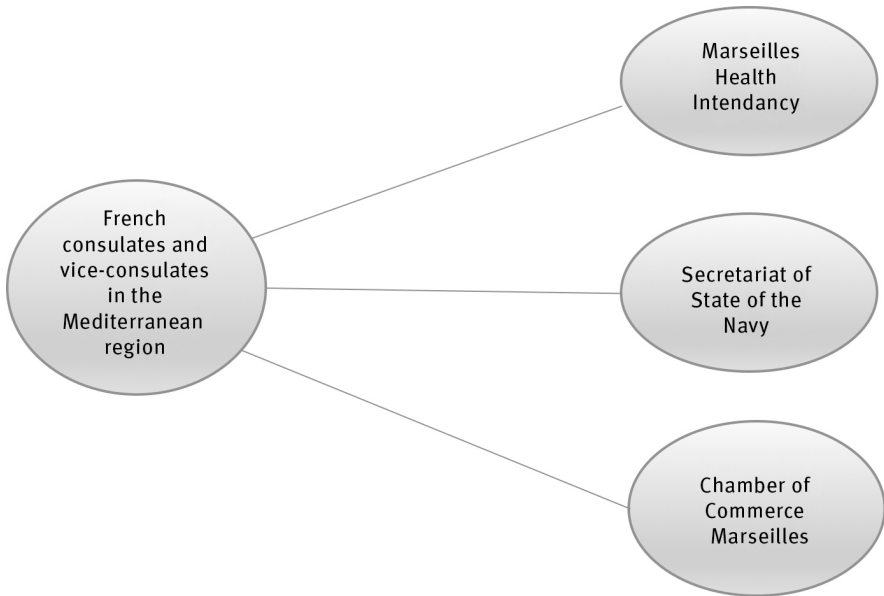 Marseilles
Health
Intendancy
French
consulates and
vice-consulates
in the
Mediterranean
region
Secretariat of
State of the
Navy
Chamber of
Commerce
Marseilles